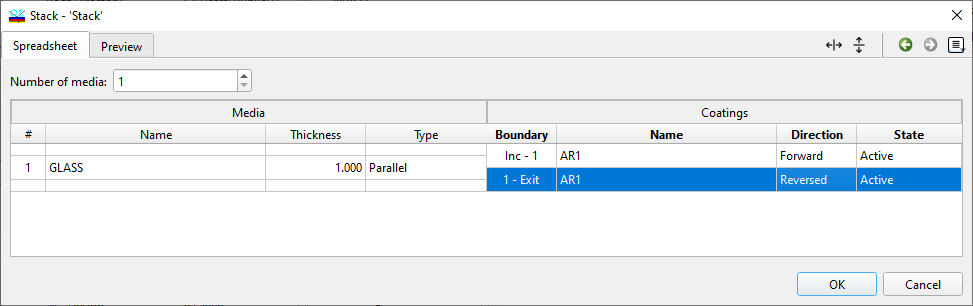 Stack - 'Stack'
Spreadsheet Preview
Number of media: 1
Media Coatings
# Name Thickness Type Boundary Name Direction State
Inc - 1 AR1 Forward Active
1 GLASS 1.000 Parallel
1 - Exit AR1 Reversed Active
OK Cancel